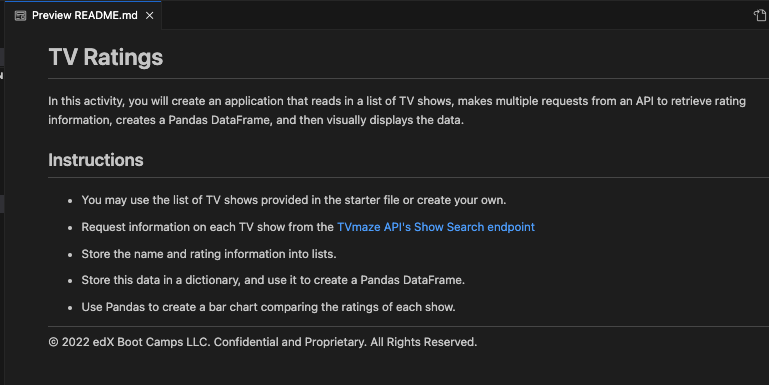 Preview README.md
TV Ratings
In this activity, you will create an application that reads in a list of TV shows, makes multiple requests from an API to retrieve rating
information, creates a Pandas DataFrame, and then visually displays the data.
Instructions
• You may use the list of TV shows provided in the starter file or create your own.
• Request information on each TV show from the TVmaze API's Show Search endpoint
• Store the name and rating information into lists.
• Store this data in a dictionary, and use it to create a Pandas DataFrame.
• Use Pandas to create a bar chart comparing the ratings of each show.
© 2022 edX Boot Camps LLC. Confidential and Proprietary. All Rights Reserved.